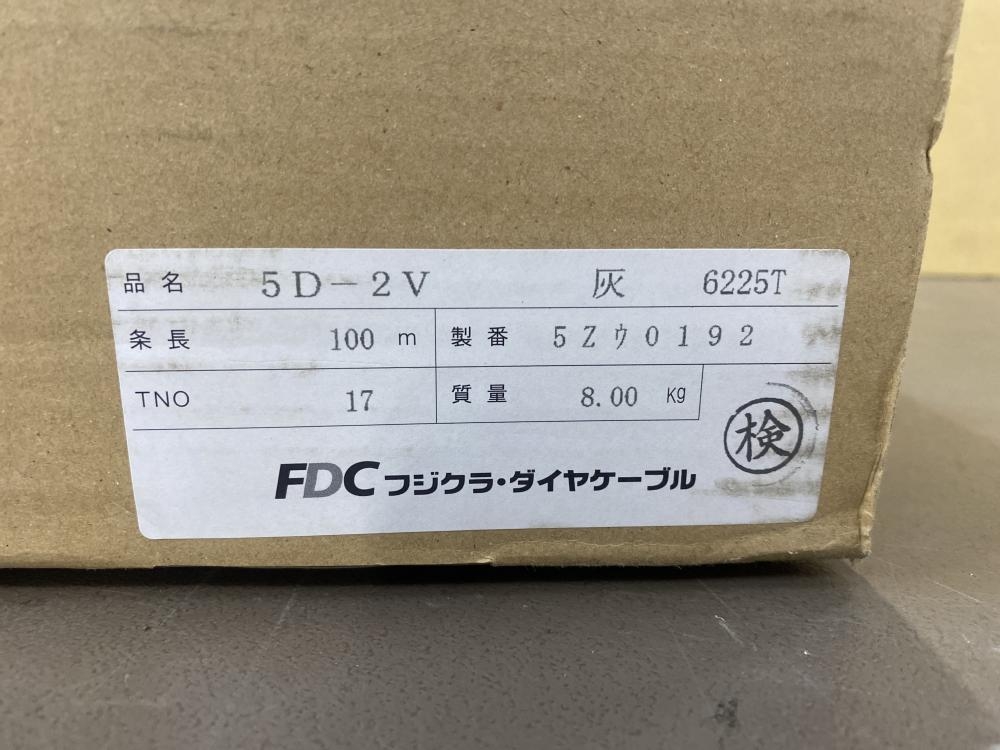 品名 5D-2V 灰 6225T
条長 100 m 製番 5Zウ0192
TNO 17 質量 8.00 Kg
検
FDC フジクラ・ダイヤケーブル